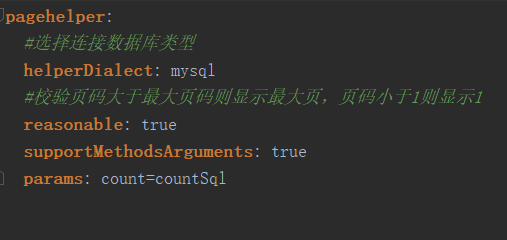 pagehelper:
#选择连接数据库类型
helperDialect: mysql
#校验页码大于最大页码则显示最大页，页码小于1则显示1
reasonable: true
supportMethodsArguments: true
params: count=countSql